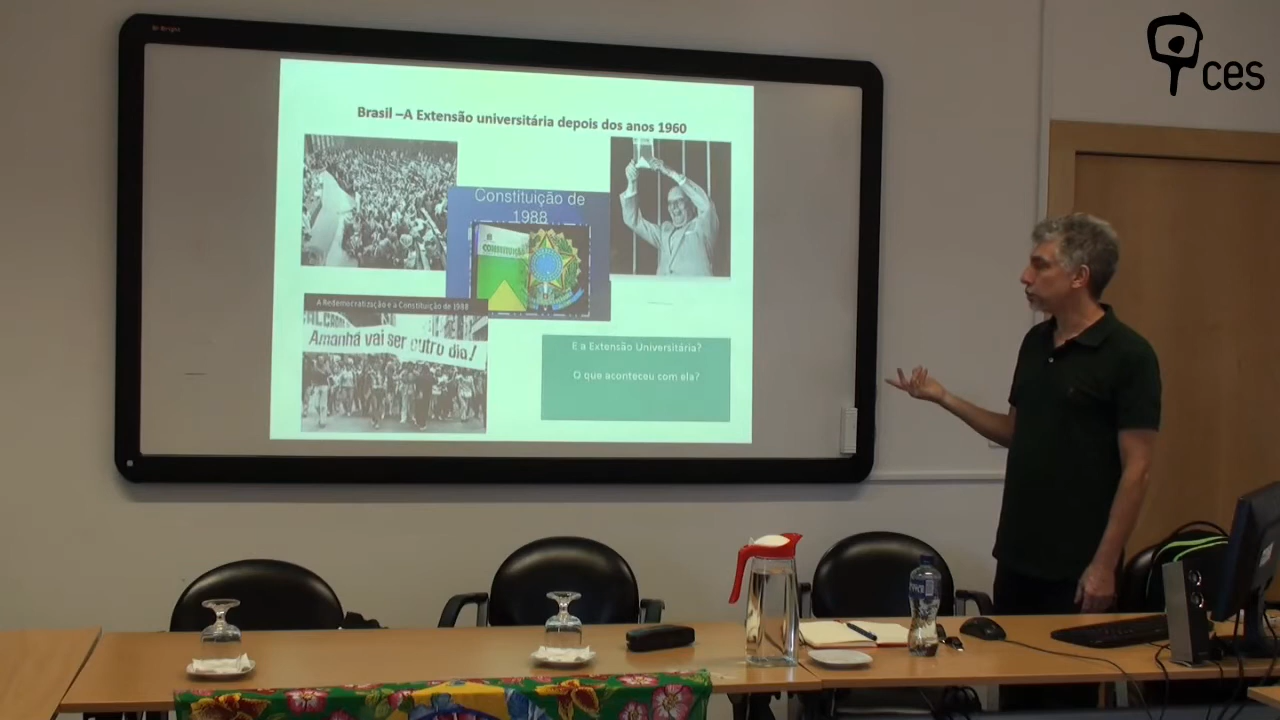 ces
Brasil –A Extensão universitária depois dos anos 1960
Constituição de
1988
CONSTITUIÇÃO
A Redemocratização e a Constituição de 1988
Amanhã vai ser outro dia!
E a Extensão Universitária?
O que aconteceu com ela?